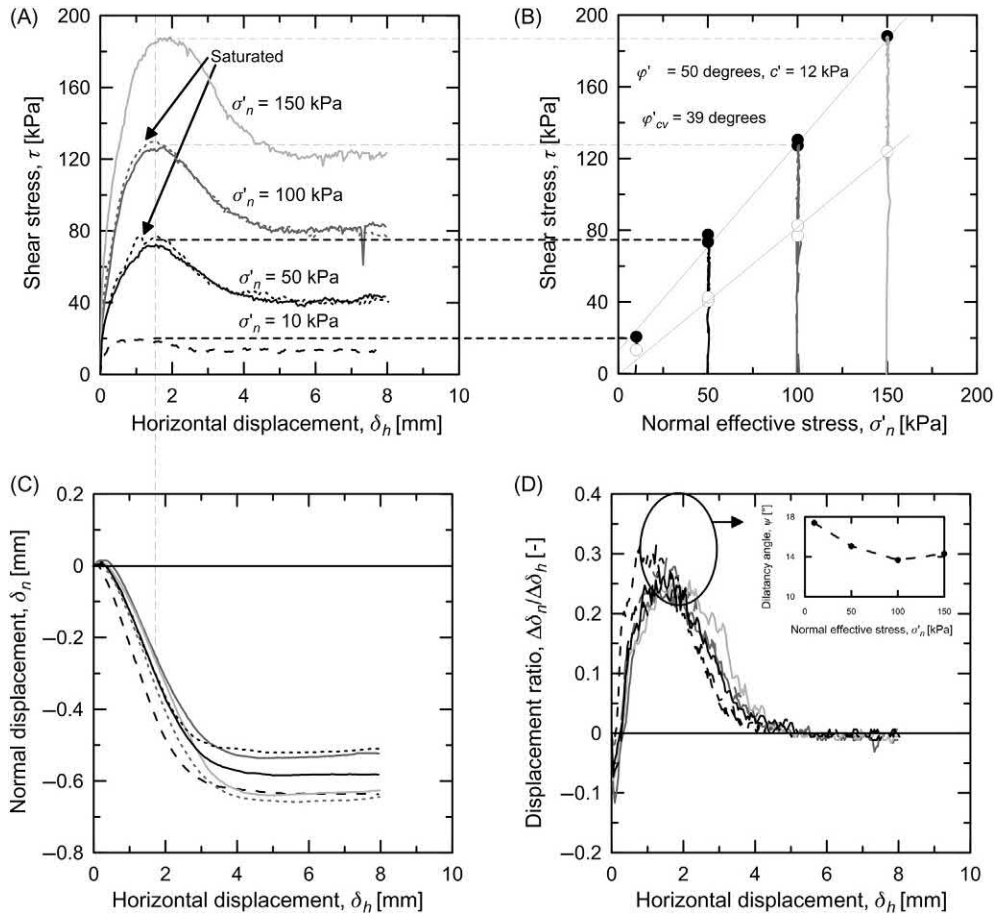 (A)
200
160
120
80
40
0
Shear stress, τ [kPa]
Saturated
σ'n = 150 kPa
σ'n = 100 kPa
σ'n = 50 kPa
σ'n = 10 kPa
0 2 4 6 8 10
Horizontal displacement, δh [mm]
(B)
200
160
120
80
40
0
Shear stress, τ [kPa]
φ' = 50 degrees, c' = 12 kPa
φ'cv = 39 degrees
0 50 100 150 200
Normal effective stress, σ'n [kPa]
(C)
0.2
0
−0.2
−0.4
−0.6
−0.8
Normal displacement, δn [mm]
0 2 4 6 8 10
Horizontal displacement, δh [mm]
(D)
0.4
0.3
0.2
0.1
0
−0.1
−0.2
Displacement ratio, Δδn/Δδh [-]
18
14
10
Dilatancy angle, ψ [°]
0 50 100 150
Normal effective stress, σ'n [kPa]
0 2 4 6 8 10
Horizontal displacement, δh [mm]